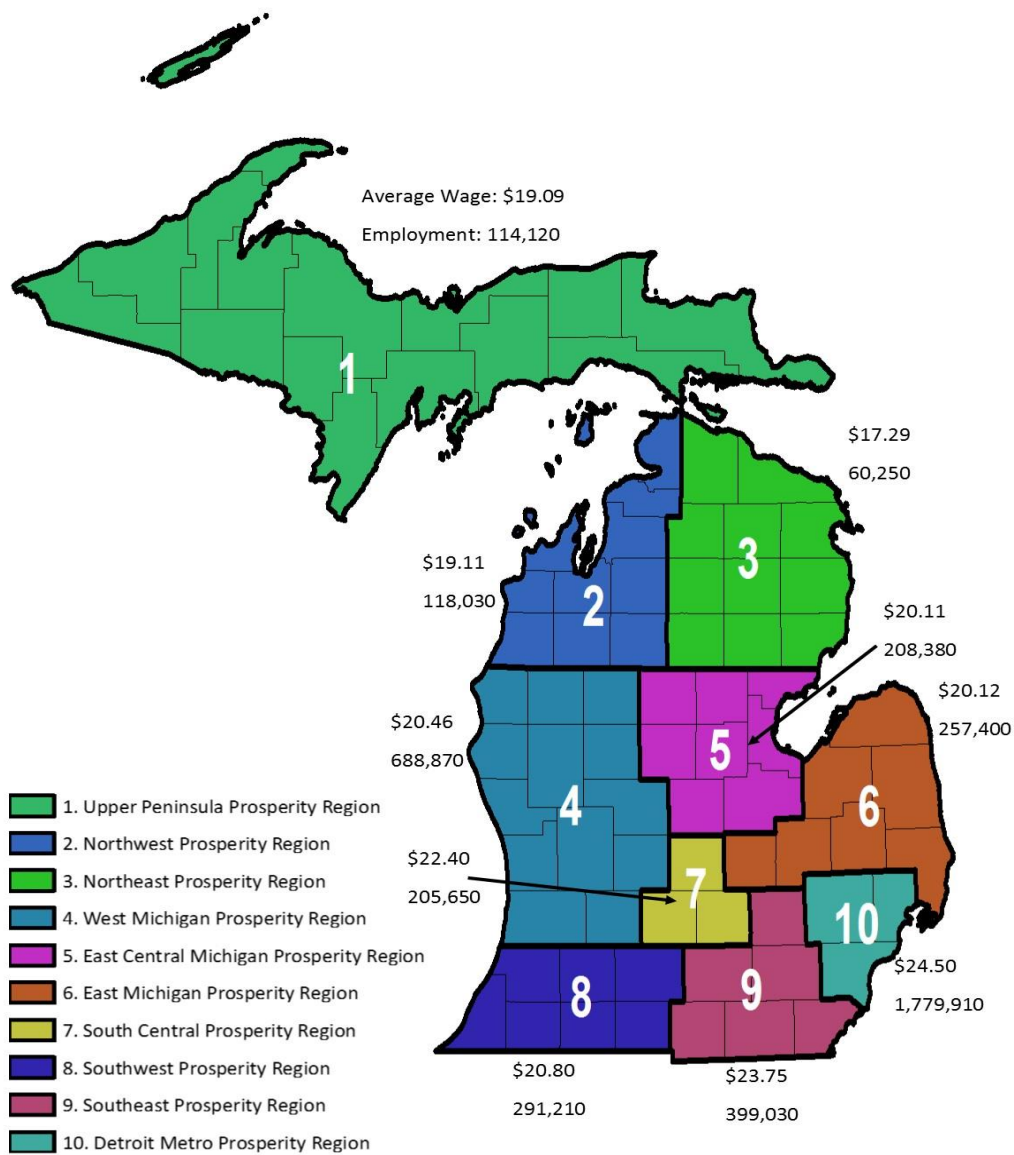 Average Wage: $19.09
Employment: 114,120
1
$17.29
60,250
3
$19.11
118,030
2
$20.11
208,380
$20.12
257,400
$20.46
688,870
5
4
6
1. Upper Peninsula Prosperity Region
2. Northwest Prosperity Region
3. Northeast Prosperity Region
4. West Michigan Prosperity Region
5. East Central Michigan Prosperity Region
6. East Michigan Prosperity Region
7. South Central Prosperity Region
8. Southwest Prosperity Region
9. Southeast Prosperity Region
10. Detroit Metro Prosperity Region
$22.40
205,650
7
10
$24.50
1,779,910
8
9
$20.80
291,210
$23.75
399,030